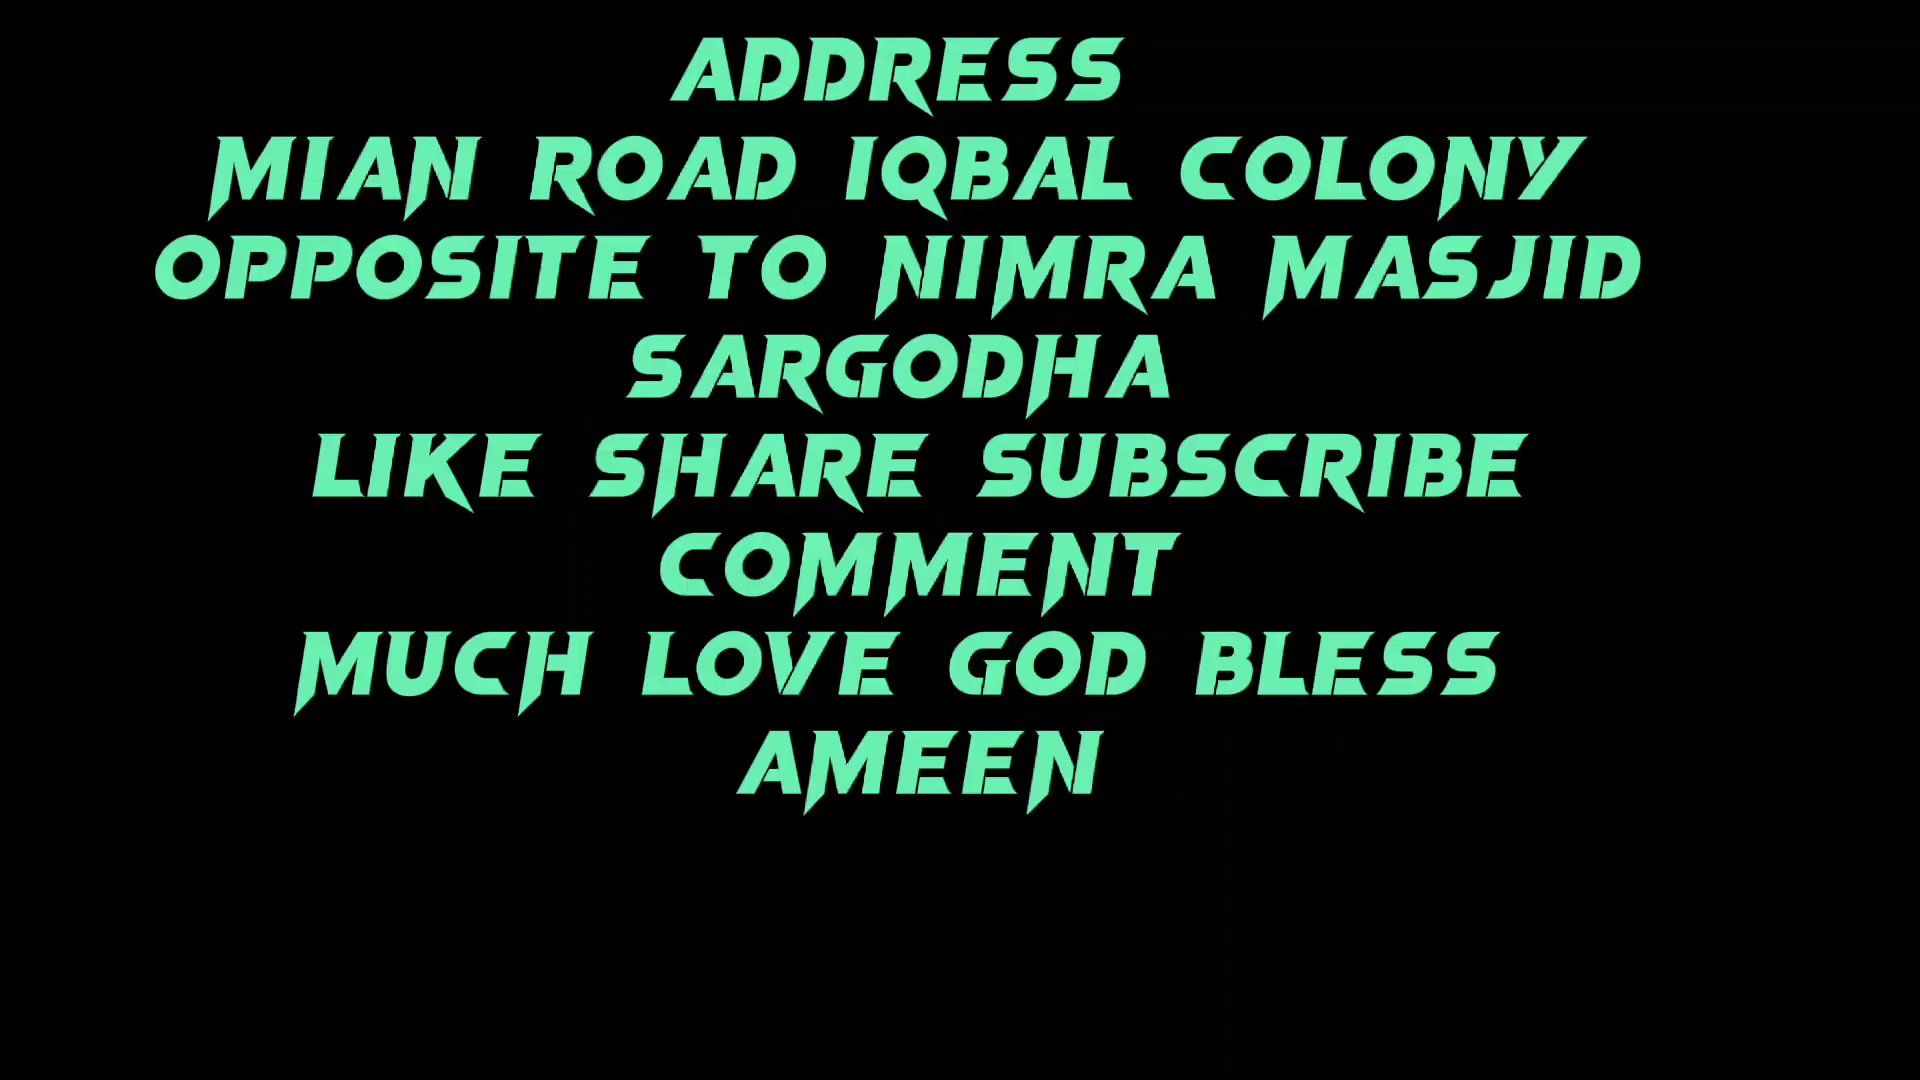 ADDRESS
MIAN ROAD IQBAL COLONY
OPPOSITE TO NIMRA MASJID
SARGODHA
LIKE SHARE SUBSCRIBE
COMMENT
MUCH LOVE GOD BLESS
AMEEN